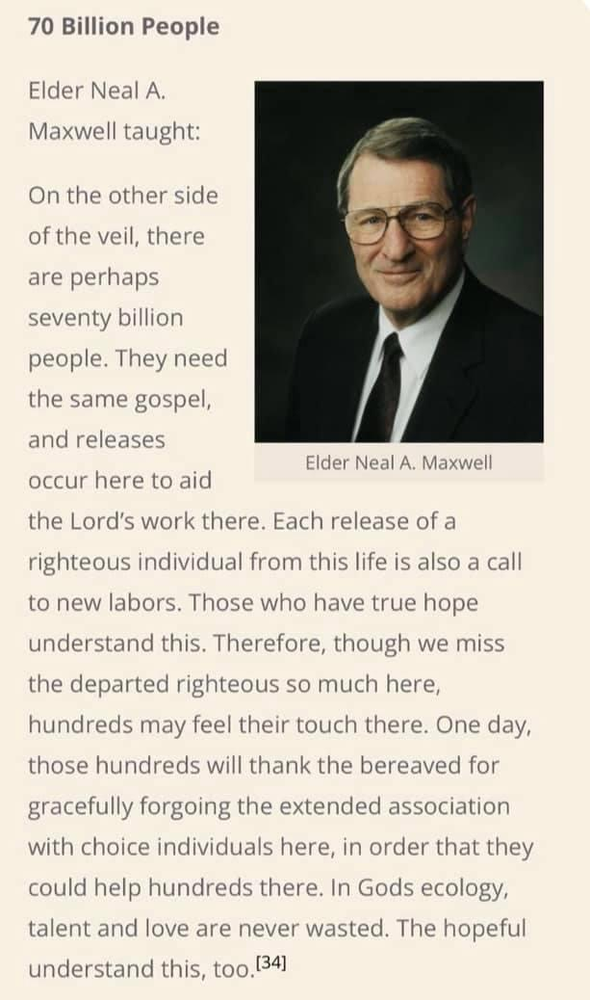 70 Billion People
Elder Neal A.
Maxwell taught:
On the other side
of the veil, there
are perhaps
seventy billion
people. They need
the same gospel,
and releases
occur here to aid
Elder Neal A. Maxwell
the Lord’s work there. Each release of a
righteous individual from this life is also a call
to new labors. Those who have true hope
understand this. Therefore, though we miss
the departed righteous so much here,
hundreds may feel their touch there. One day,
those hundreds will thank the bereaved for
gracefully forgoing the extended association
with choice individuals here, in order that they
could help hundreds there. In Gods ecology,
talent and love are never wasted. The hopeful
understand this, too.[34]